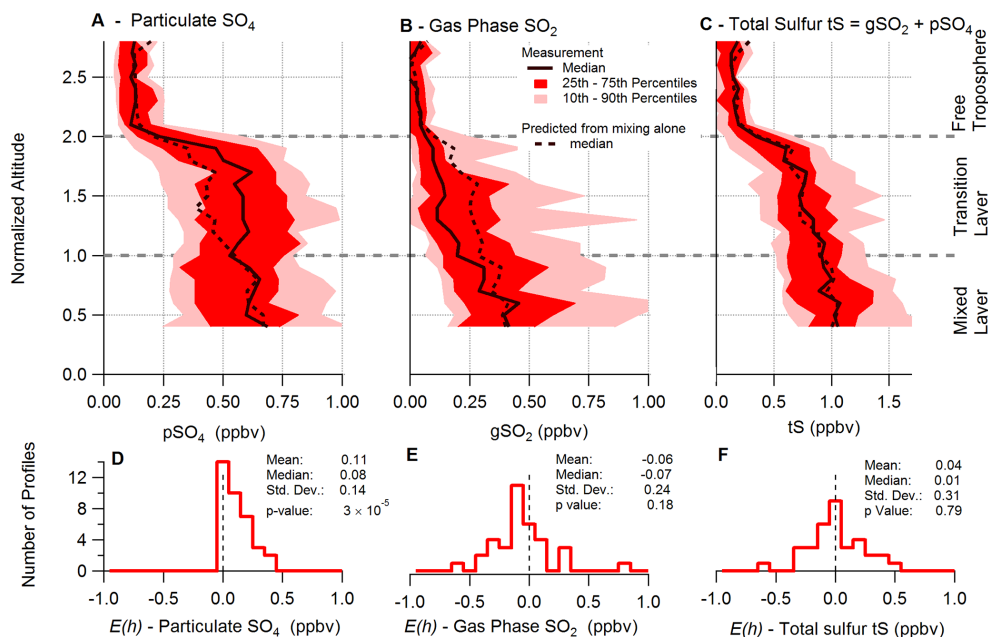 A - Particulate SO4
B - Gas Phase SO2
C - Total Sulfur tS = gSO2 + pSO4
Measurement
Median
25th - 75th Percentiles
10th - 90th Percentiles
Predicted from mixing alone
median
Normalized Altitude
2.5
2.0
1.5
1.0
0.5
0.0
Free
Troposphere
Transition
Layer
Mixed
Layer
0.00 0.25 0.50 0.75 1.00
pSO4 (ppbv)
0.00 0.25 0.50 0.75 1.00
gSO2 (ppbv)
0.0 0.5 1.0 1.5
tS (ppbv)
Number of Profiles
12
8
4
0
D
Mean: 0.11
Median: 0.08
Std. Dev.: 0.14
p-value: 3 × 10-5
E
Mean: -0.06
Median: -0.07
Std. Dev.: 0.24
p value: 0.18
F
Mean: 0.04
Median: 0.01
Std. Dev.: 0.31
p Value: 0.79
-1.0 -0.5 0.0 0.5 1.0
E(h) - Particulate SO4 (ppbv)
-1.0 -0.5 0.0 0.5 1.0
E(h) - Gas Phase SO2 (ppbv)
-1.0 -0.5 0.0 0.5 1.0
E(h) - Total sulfur tS (ppbv)